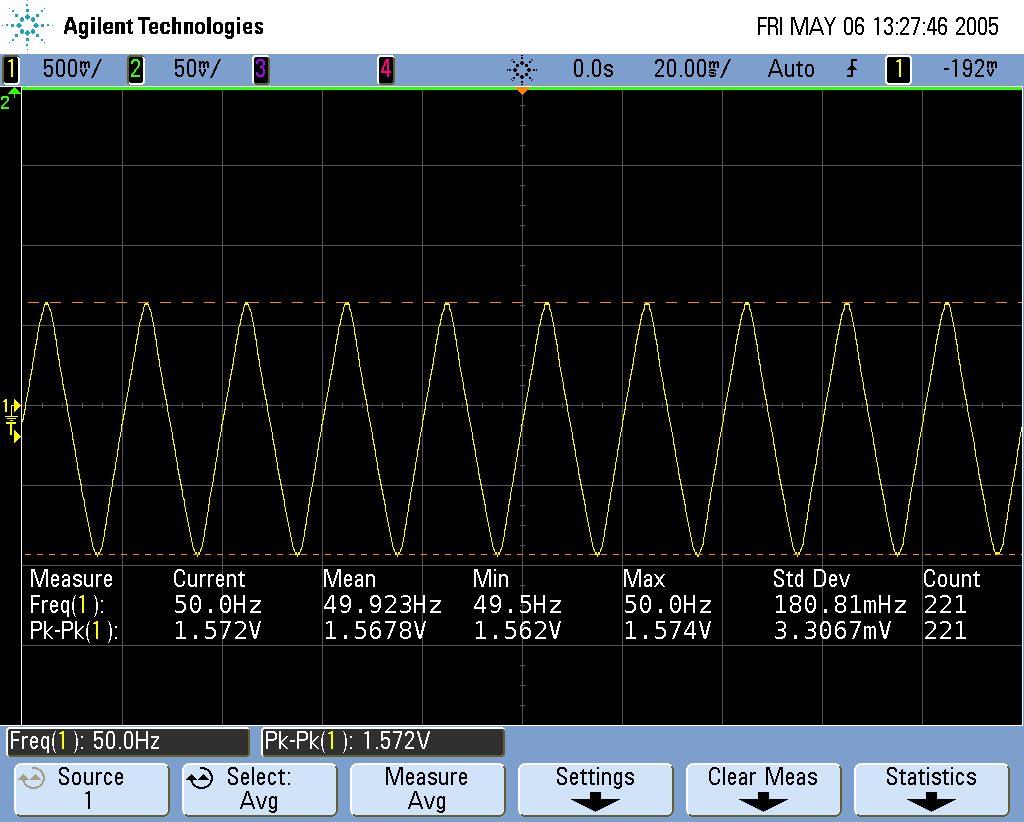 Agilent Technologies FRI MAY 06 13:27:46 2005
1 500mV/ 2 50mV/ 3 4 0.0s 20.00ms/ Auto 1 -192mV
2
1
T
Measure Current Mean Min Max Std Dev Count
Freq(1): 50.0Hz 49.923Hz 49.5Hz 50.0Hz 180.81mHz 221
Pk-Pk(1): 1.572V 1.5678V 1.562V 1.574V 3.3067mV 221
Freq(1): 50.0Hz Pk-Pk(1): 1.572V
Source Select: Measure Settings Clear Meas Statistics
1 Avg Avg